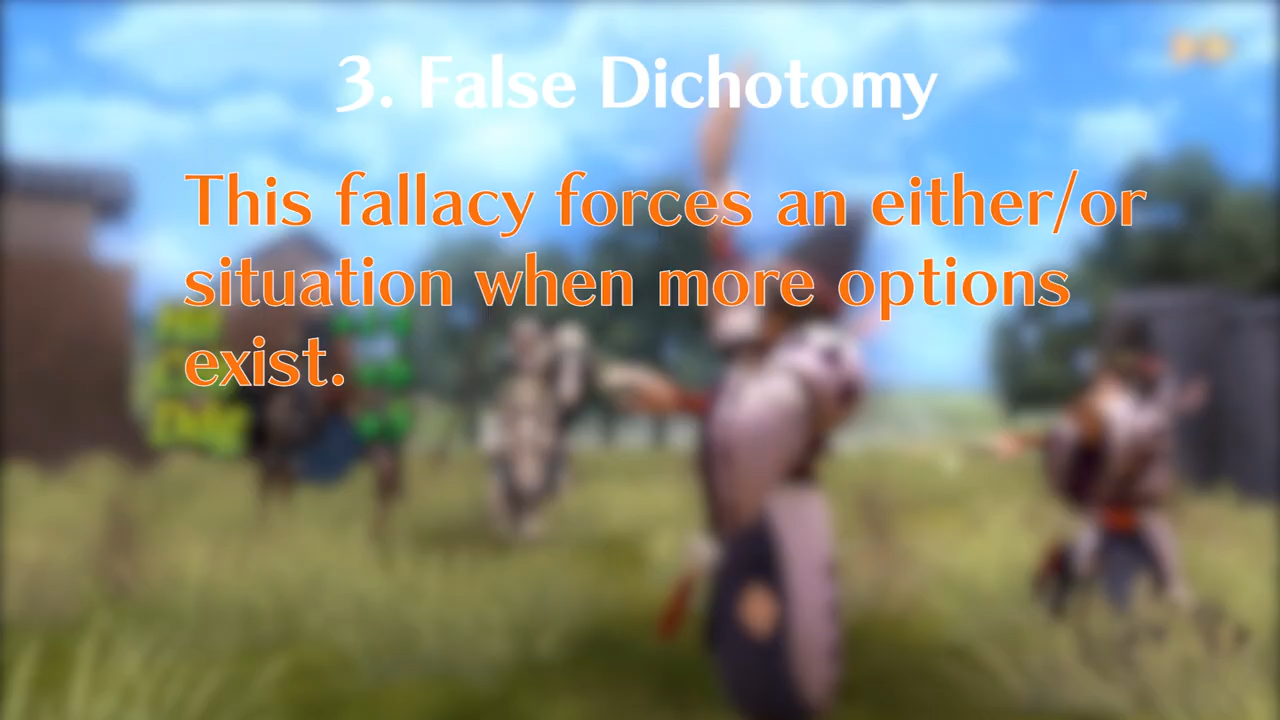 3. False Dichotomy
This fallacy forces an either/or
situation when more options
exist.